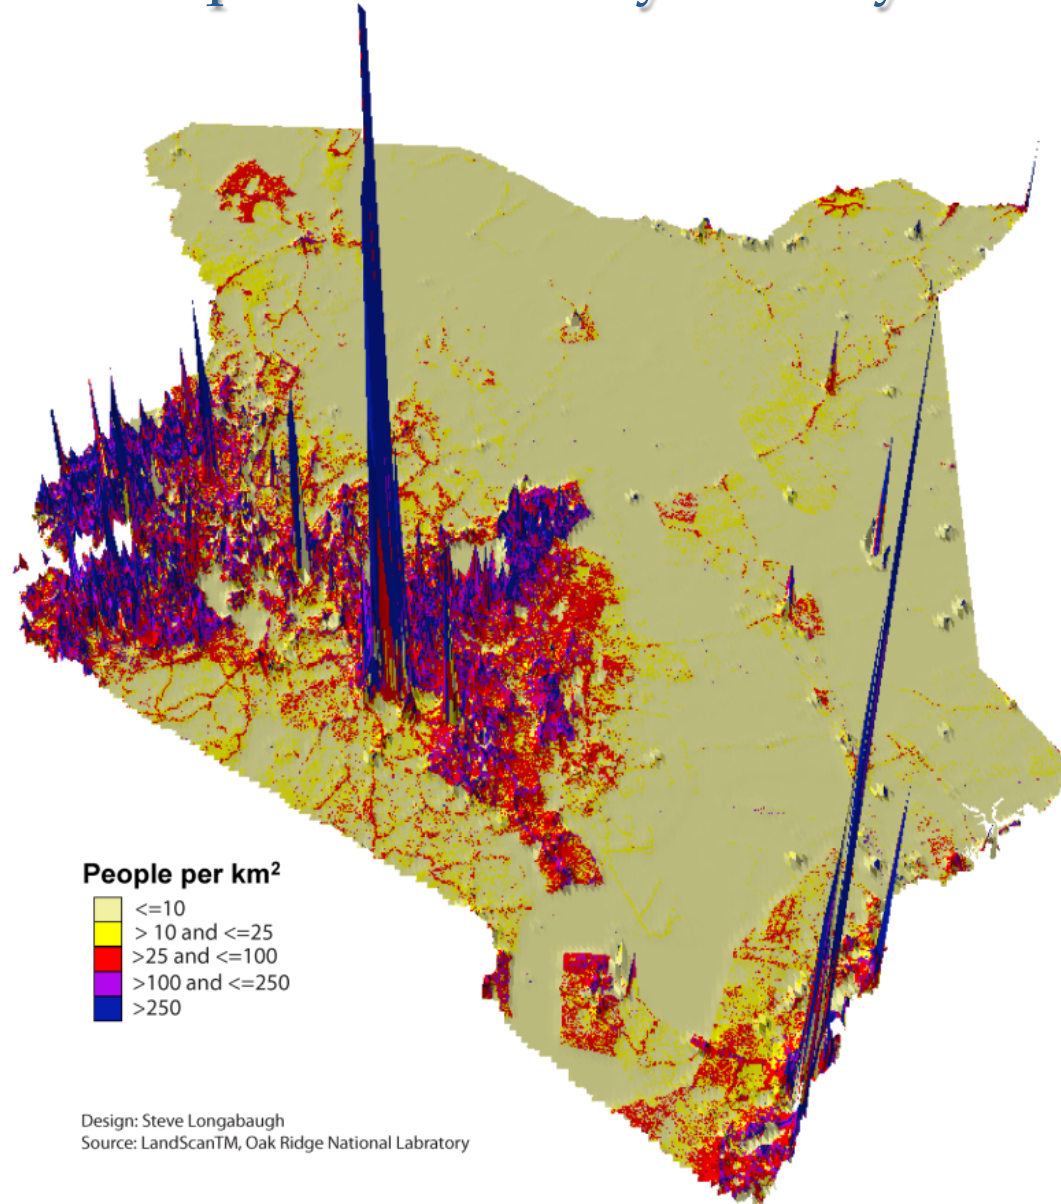 People per km²
<=10
> 10 and <=25
>25 and <=100
>100 and <=250
>250
Design: Steve Longabaugh
Source: LandScanTM, Oak Ridge National Labratory